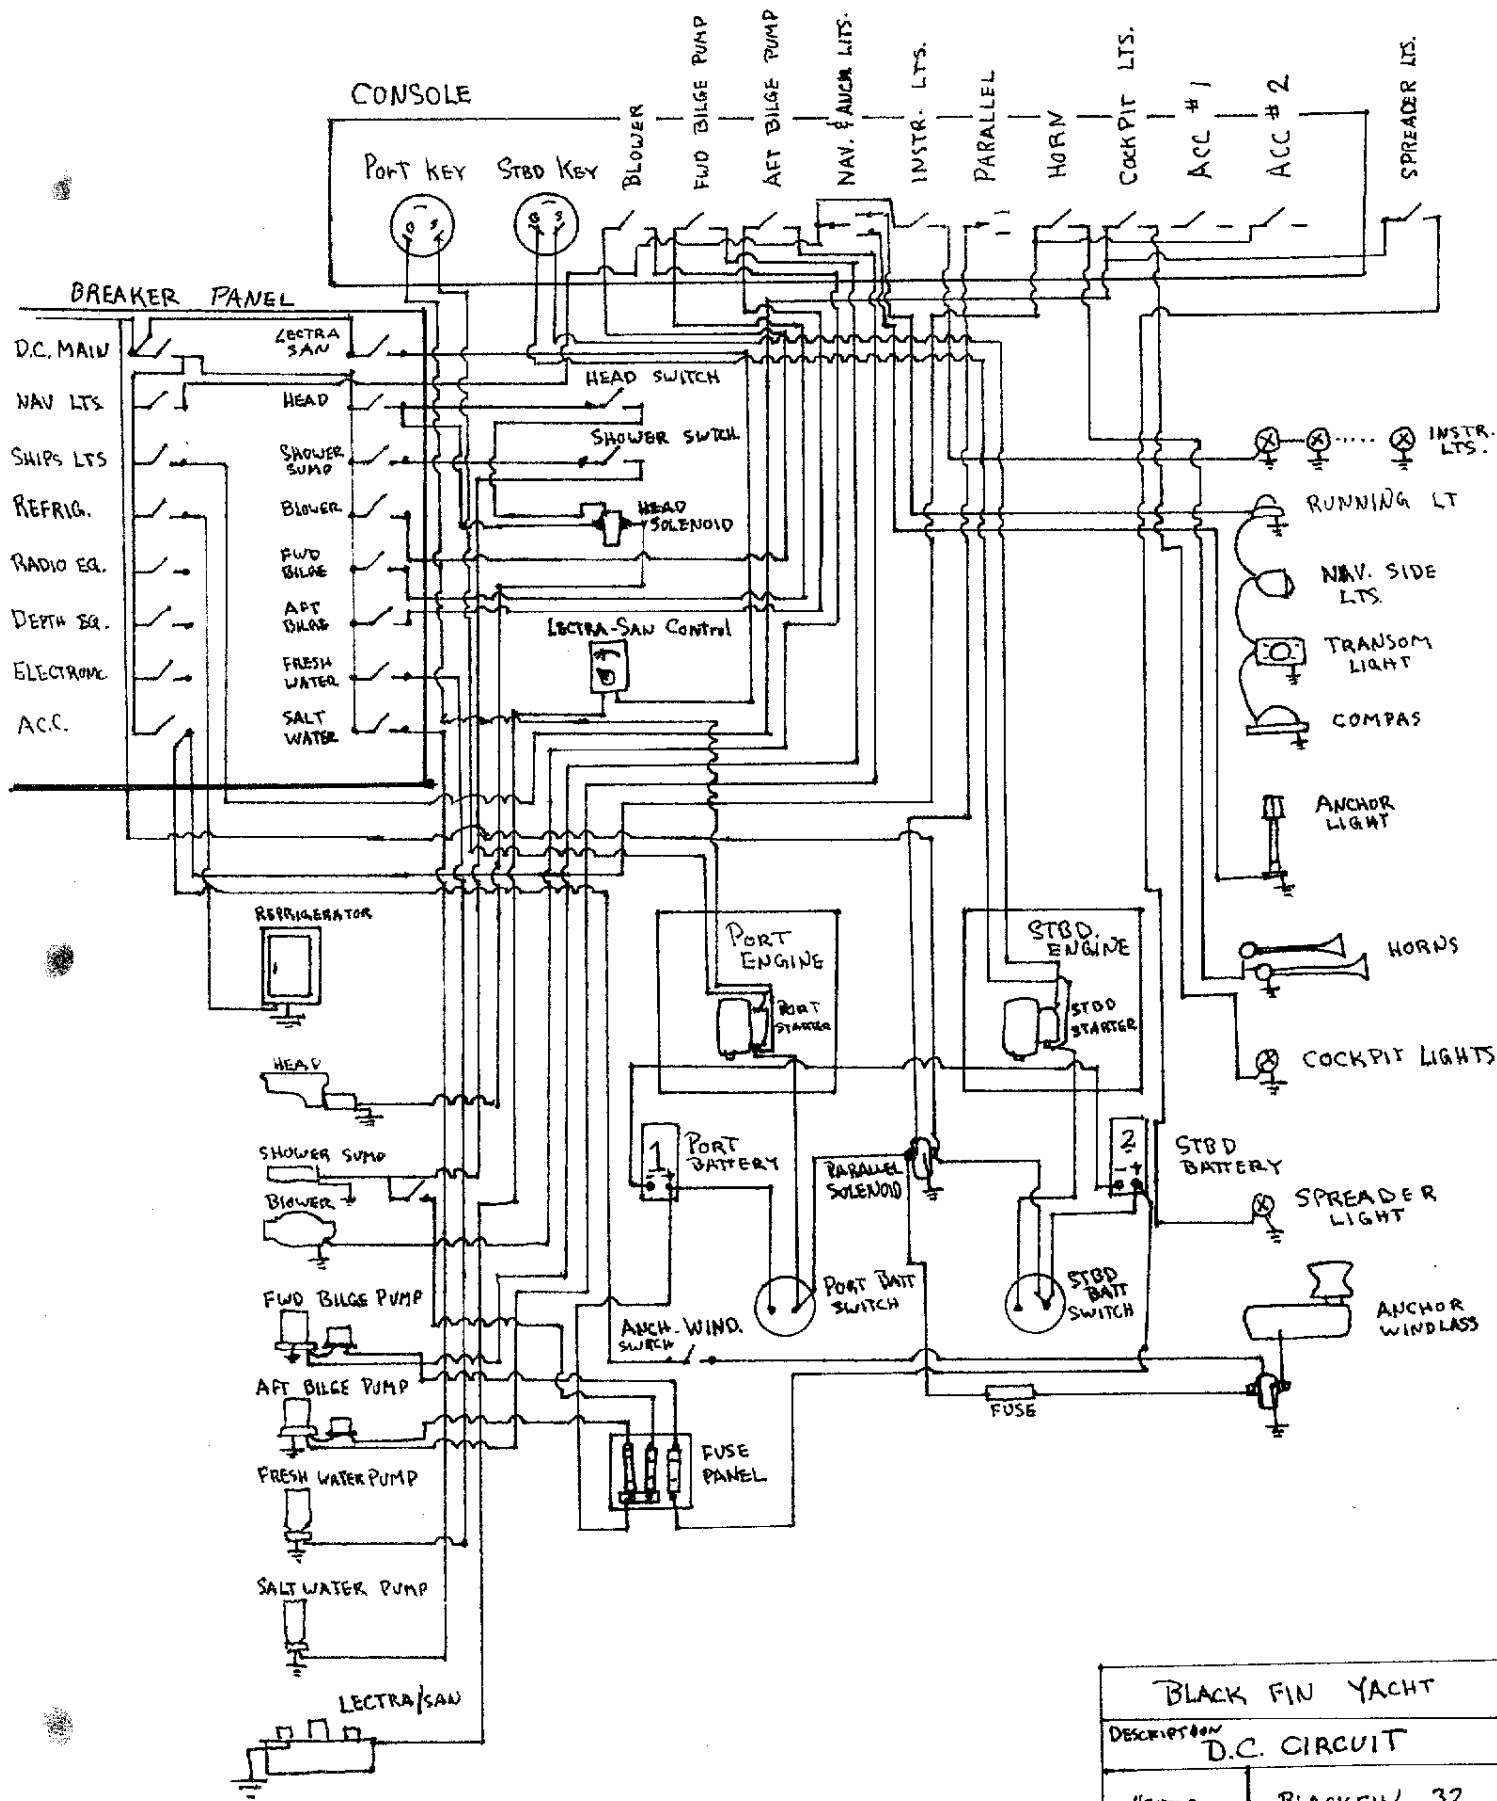 CONSOLE
PORT KEY
STBD KEY
BLOWER
FWD BILGE PUMP
AFT BILGE PUMP
NAV. & ANCH LITS.
INSTR. LTS.
PARALLEL
HORN
COCKPIT LTS.
ACC #1
ACC #2
SPREADER LTS.
BREAKER PANEL
D.C. MAIN
NAV LTS
SHIPS LTS
REFRIG.
RADIO EQ.
DEPTH EQ.
ELECTRONIC.
A.C.C.
LECTRA
SAN
HEAD
SHOWER
SUMP
BLOWER
FWD
BILGE
AFT
BILGE
FRESH
WATER
SALT
WATER
HEAD SWITCH
SHOWER SWTCH.
HEAD
SOLENOID
LECTRA-SAN Control
INSTR.
LTS.
RUNNING LT
NAV. SIDE
LTS.
TRANSOM
LIGHT
COMPAS
ANCHOR
LIGHT
HORNS
COCKPIT LIGHTS
SPREADER
LIGHT
ANCHOR
WINDLASS
REFRIGERATOR
HEAD
SHOWER SUMP
BLOWER
FWD BILGE PUMP
AFT BILGE PUMP
FRESH WATER PUMP
SALT WATER PUMP
LECTRA/SAN
PORT
ENGINE
PORT
STARTER
STBD.
ENGINE
STBD
STARTER
1
- +
PORT
BATTERY
PARALLEL
SOLENOID
2
- +
STBD
BATTERY
PORT BATT
SWITCH
STBD
BATT
SWITCH
ANCH. WIND.
SWITCH
FUSE
FUSE
PANEL
BLACK FIN YACHT
DESCRIPTION
D.C. CIRCUIT
BLACKFIN 32